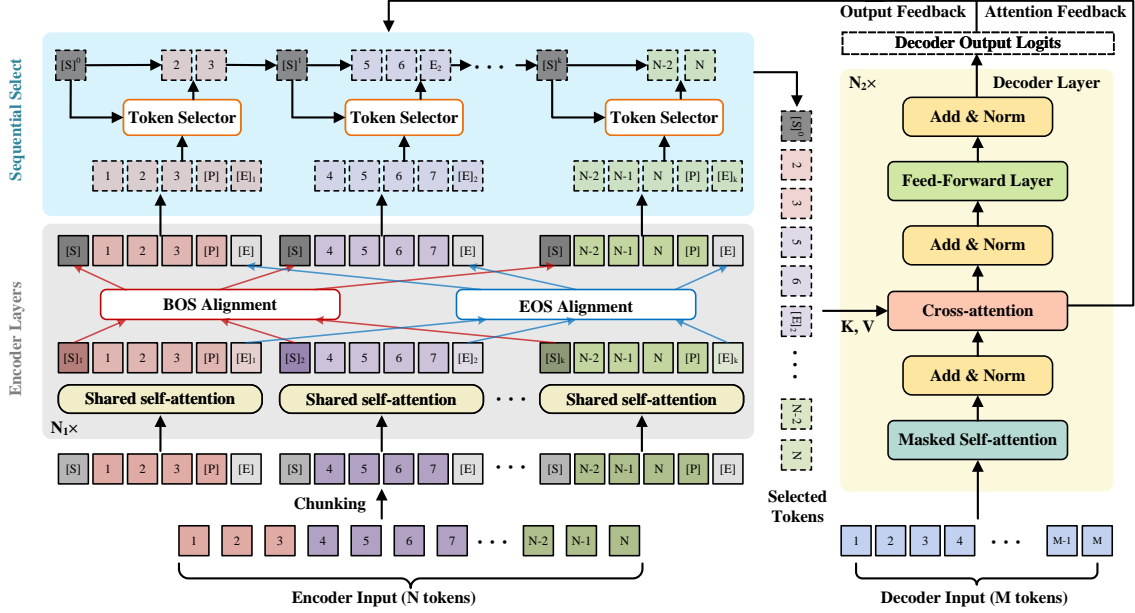 Output Feedback Attention Feedback
Decoder Output Logits
Sequential Select
[S]⁰ 2 3 [S]¹ 5 6 E₂ · · · [S]ᵏ N-2 N
Token Selector Token Selector Token Selector
1 2 3 [P] [E]₁ 4 5 6 7 [E]₂ N-2 N-1 N [P] [E]ₖ
Encoder Layers
[S] 1 2 3 [P] [E] [S] 4 5 6 7 [E] [S] N-2 N-1 N [P] [E]
BOS Alignment EOS Alignment
[S]₁ 1 2 3 [P] [E]₁ [S]₂ 4 5 6 7 [E]₂ [S]ₖ N-2 N-1 N [P] [E]ₖ
Shared self-attention Shared self-attention · · · Shared self-attention
N₁×
[S] 1 2 3 [P] [E] [S] 4 5 6 7 [E] · · · [S] N-2 N-1 N [P] [E]
Chunking
1 2 3 4 5 6 7 · · · N-2 N-1 N
Encoder Input (N tokens)
[S]⁰
2
3
5
6
[E]₂
· · ·
N-2
N
Selected
Tokens
K, V
N₂× Decoder Layer
Add & Norm
Feed-Forward Layer
Add & Norm
Cross-attention
Add & Norm
Masked Self-attention
1 2 3 4 · · · M-1 M
Decoder Input (M tokens)